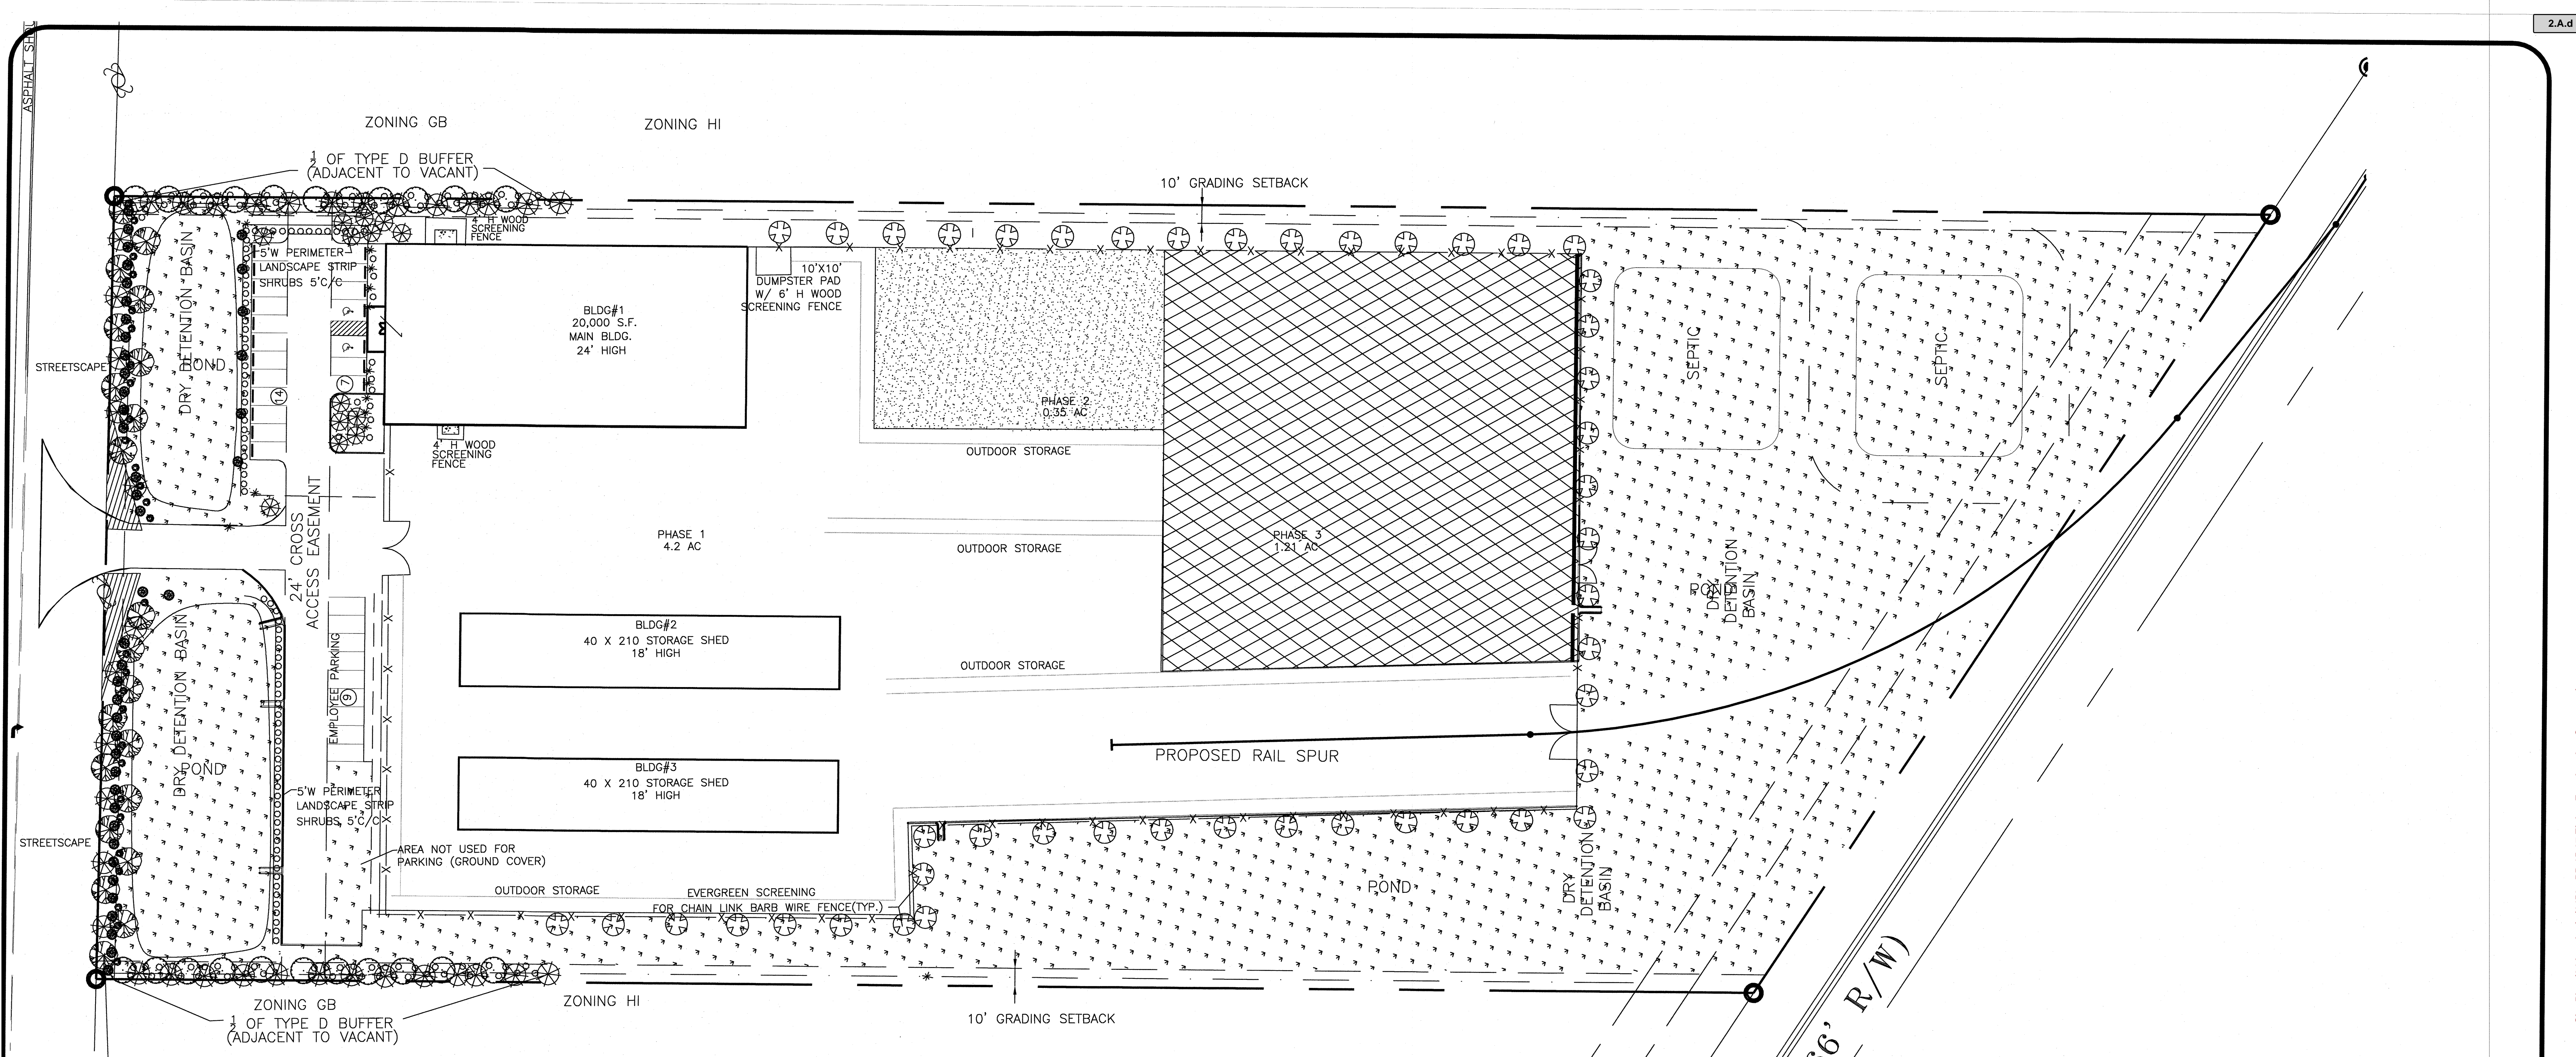 2.A.d
ASPHALT SHOU
ZONING GB
ZONING HI
1/2 OF TYPE D BUFFER
(ADJACENT TO VACANT)
10' GRADING SETBACK
4' H WOOD
SCREENING
FENCE
5'W PERIMETER
LANDSCAPE STRIP
SHRUBS 5'C/C
DRY DETENTION BASIN
POND
STREETSCAPE
14
7
BLDG#1
20,000 S.F.
MAIN BLDG.
24' HIGH
10'X10'
DUMPSTER PAD
W/ 6' H WOOD
SCREENING FENCE
PHASE 2
0.35 AC
SEPTIC
SEPTIC
4' H WOOD
SCREENING
FENCE
OUTDOOR STORAGE
24' CROSS
ACCESS EASEMENT
PHASE 1
4.2 AC
OUTDOOR STORAGE
PHASE 3
1.21 AC
POND
DRY
DETENTION
BASIN
BLDG#2
40 X 210 STORAGE SHED
18' HIGH
OUTDOOR STORAGE
EMPLOYEE PARKING
9
DRY DETENTION BASIN
POND
PROPOSED RAIL SPUR
BLDG#3
40 X 210 STORAGE SHED
18' HIGH
5'W PERIMETER
LANDSCAPE STRIP
SHRUBS 5'C/C
STREETSCAPE
AREA NOT USED FOR
PARKING (GROUND COVER)
OUTDOOR STORAGE
EVERGREEN SCREENING
FOR CHAIN LINK BARB WIRE FENCE(TYP.)
POND
DRY
DETENTION
BASIN
ZONING GB
ZONING HI
1/2 OF TYPE D BUFFER
(ADJACENT TO VACANT)
10' GRADING SETBACK
66' R/W)